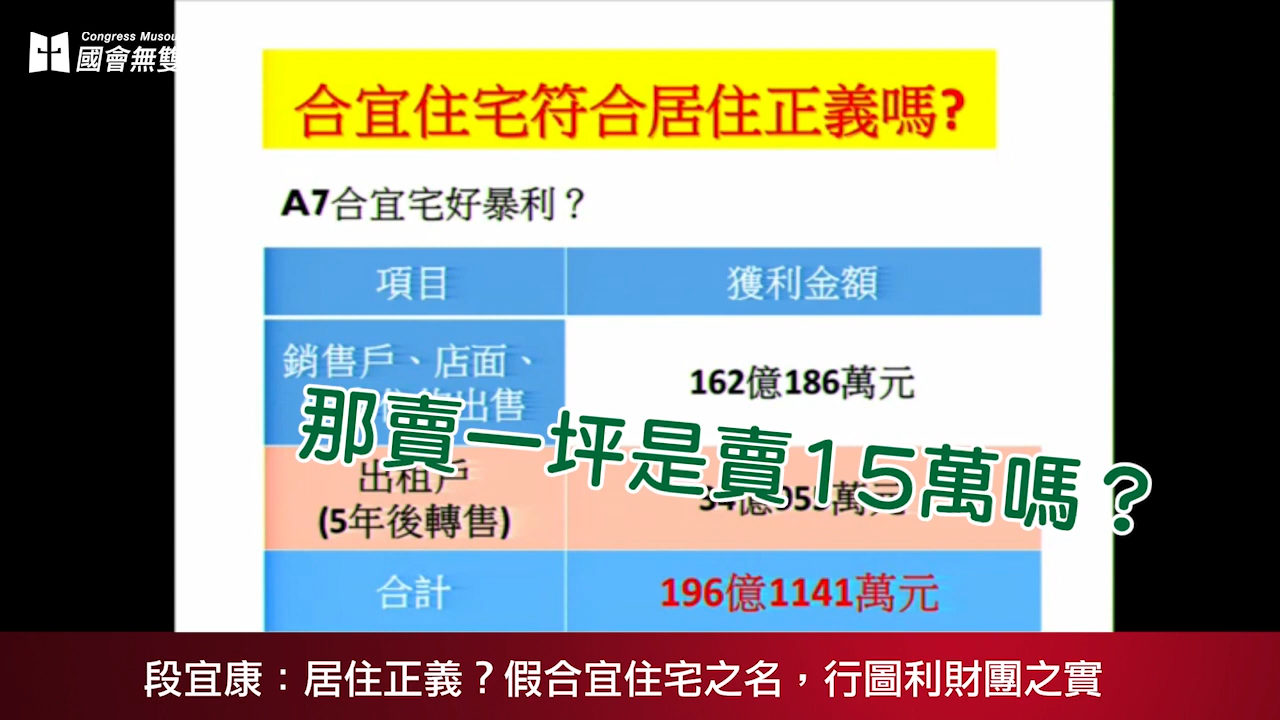 Congress Musou
國會無雙
合宜住宅符合居住正義嗎?
A7合宜宅好暴利？
項目
獲利金額
銷售戶、店面、
出售
162億186萬元
那賣一坪是賣15萬嗎？
出租戶
(5年後轉售)
合計
196億1141萬元
段宜康：居住正義？假合宜住宅之名，行圖利財團之實